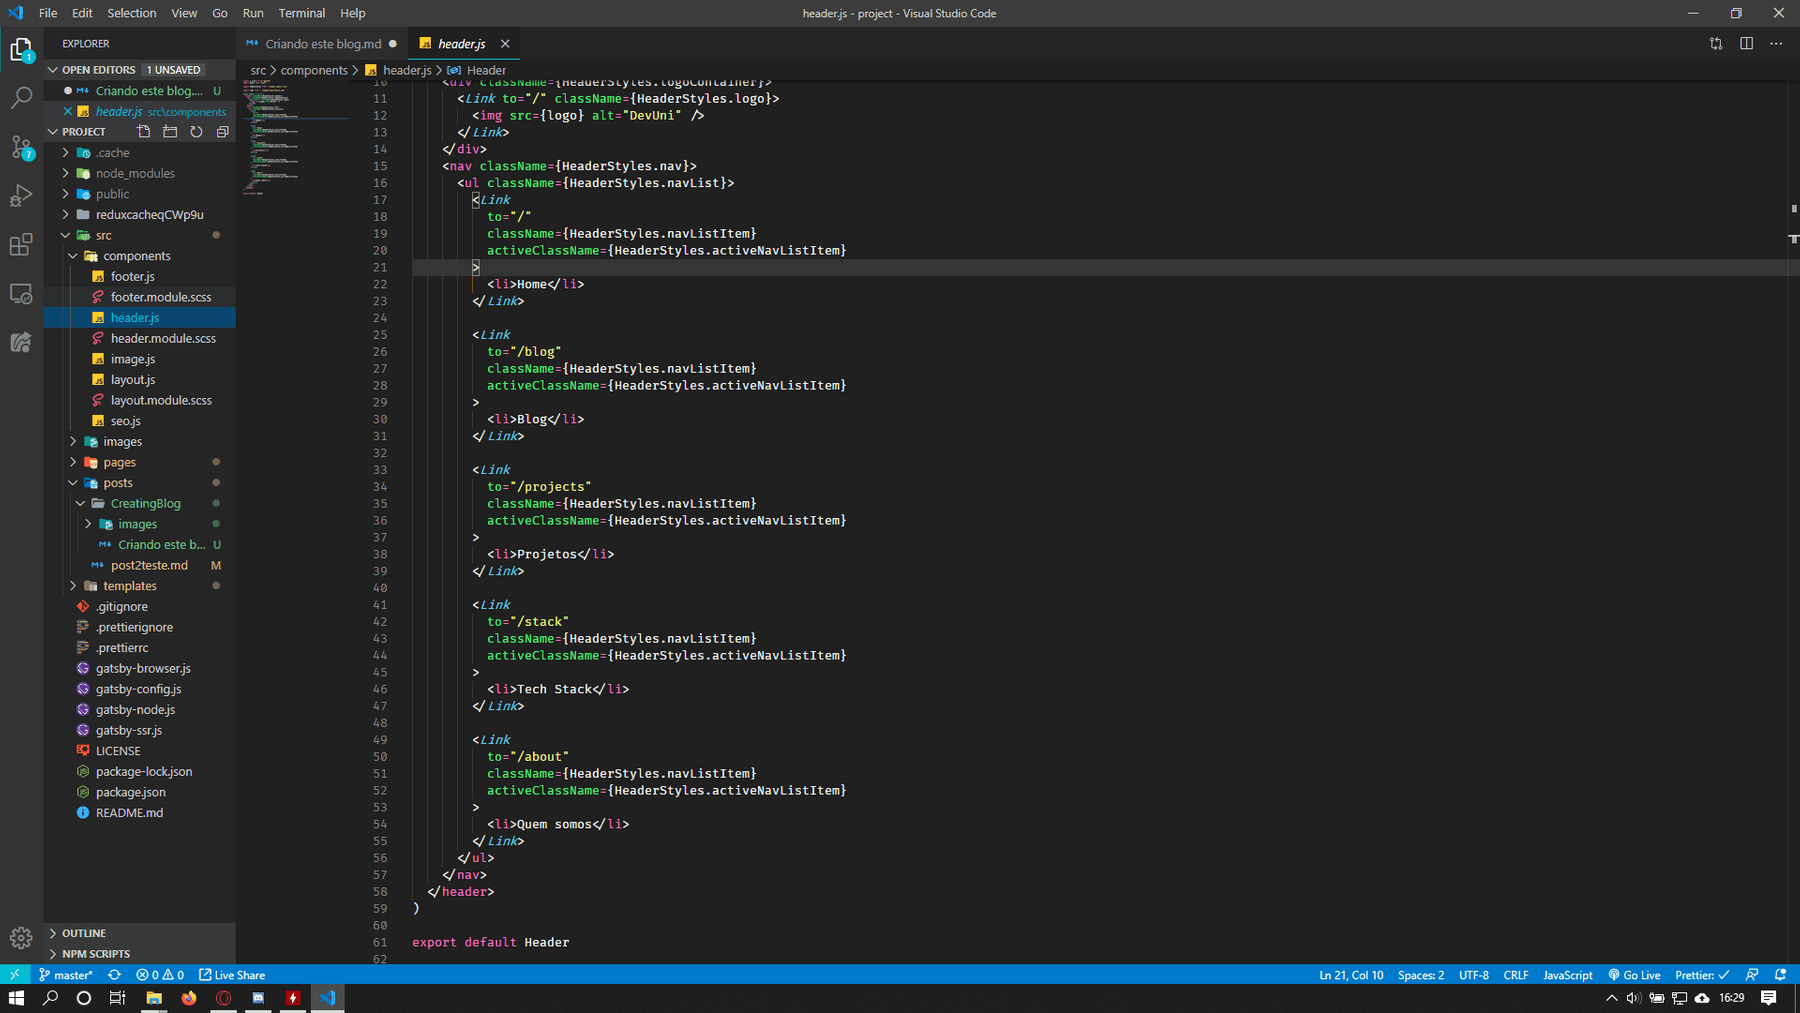 File Edit Selection View Go Run Terminal Help
header.js - project - Visual Studio Code
EXPLORER
OPEN EDITORS 1 UNSAVED
Criando este blog.... U
header.js src\components
PROJECT
.cache
node_modules
public
reduxcacheqCWp9u
src
components
footer.js
footer.module.scss
header.js
header.module.scss
image.js
layout.js
layout.module.scss
seo.js
images
pages
posts
CreatingBlog
images
Criando este b... U
post2teste.md M
templates
.gitignore
.prettierignore
.prettierrc
gatsby-browser.js
gatsby-config.js
gatsby-node.js
gatsby-ssr.js
LICENSE
package-lock.json
package.json
README.md
OUTLINE
NPM SCRIPTS
Criando este blog.md
header.js
src > components > header.js > Header
10 <div className={HeaderStyles.logoContainer}>
11 <Link to="/" className={HeaderStyles.logo}>
12 <img src={logo} alt="DevUni" />
13 </Link>
14 </div>
15 <nav className={HeaderStyles.nav}>
16 <ul className={HeaderStyles.navList}>
17 <Link
18 to="/"
19 className={HeaderStyles.navListItem}
20 activeClassName={HeaderStyles.activeNavListItem}
21 >
22 <li>Home</li>
23 </Link>
24
25 <Link
26 to="/blog"
27 className={HeaderStyles.navListItem}
28 activeClassName={HeaderStyles.activeNavListItem}
29 >
30 <li>Blog</li>
31 </Link>
32
33 <Link
34 to="/projects"
35 className={HeaderStyles.navListItem}
36 activeClassName={HeaderStyles.activeNavListItem}
37 >
38 <li>Projetos</li>
39 </Link>
40
41 <Link
42 to="/stack"
43 className={HeaderStyles.navListItem}
44 activeClassName={HeaderStyles.activeNavListItem}
45 >
46 <li>Tech Stack</li>
47 </Link>
48
49 <Link
50 to="/about"
51 className={HeaderStyles.navListItem}
52 activeClassName={HeaderStyles.activeNavListItem}
53 >
54 <li>Quem somos</li>
55 </Link>
56 </ul>
57 </nav>
58 </header>
59 )
60
61 export default Header
62
master* 0 0 Live Share
Ln 21, Col 10 Spaces: 2 UTF-8 CRLF JavaScript Go Live Prettier: ✓
16:29